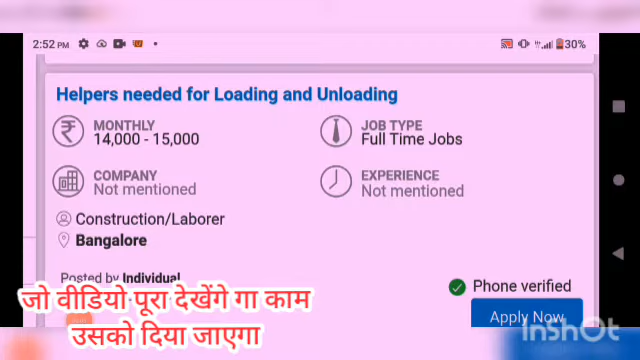 2:52 PM
30%
Helpers needed for Loading and Unloading
MONTHLY
14,000 - 15,000
JOB TYPE
Full Time Jobs
COMPANY
Not mentioned
EXPERIENCE
Not mentioned
Construction/Laborer
Bangalore
Posted by Individual
Phone verified
Apply Now
जो वीडियो पूरा देखेंगे गा काम
उसको दिया जाएगा
InShOt